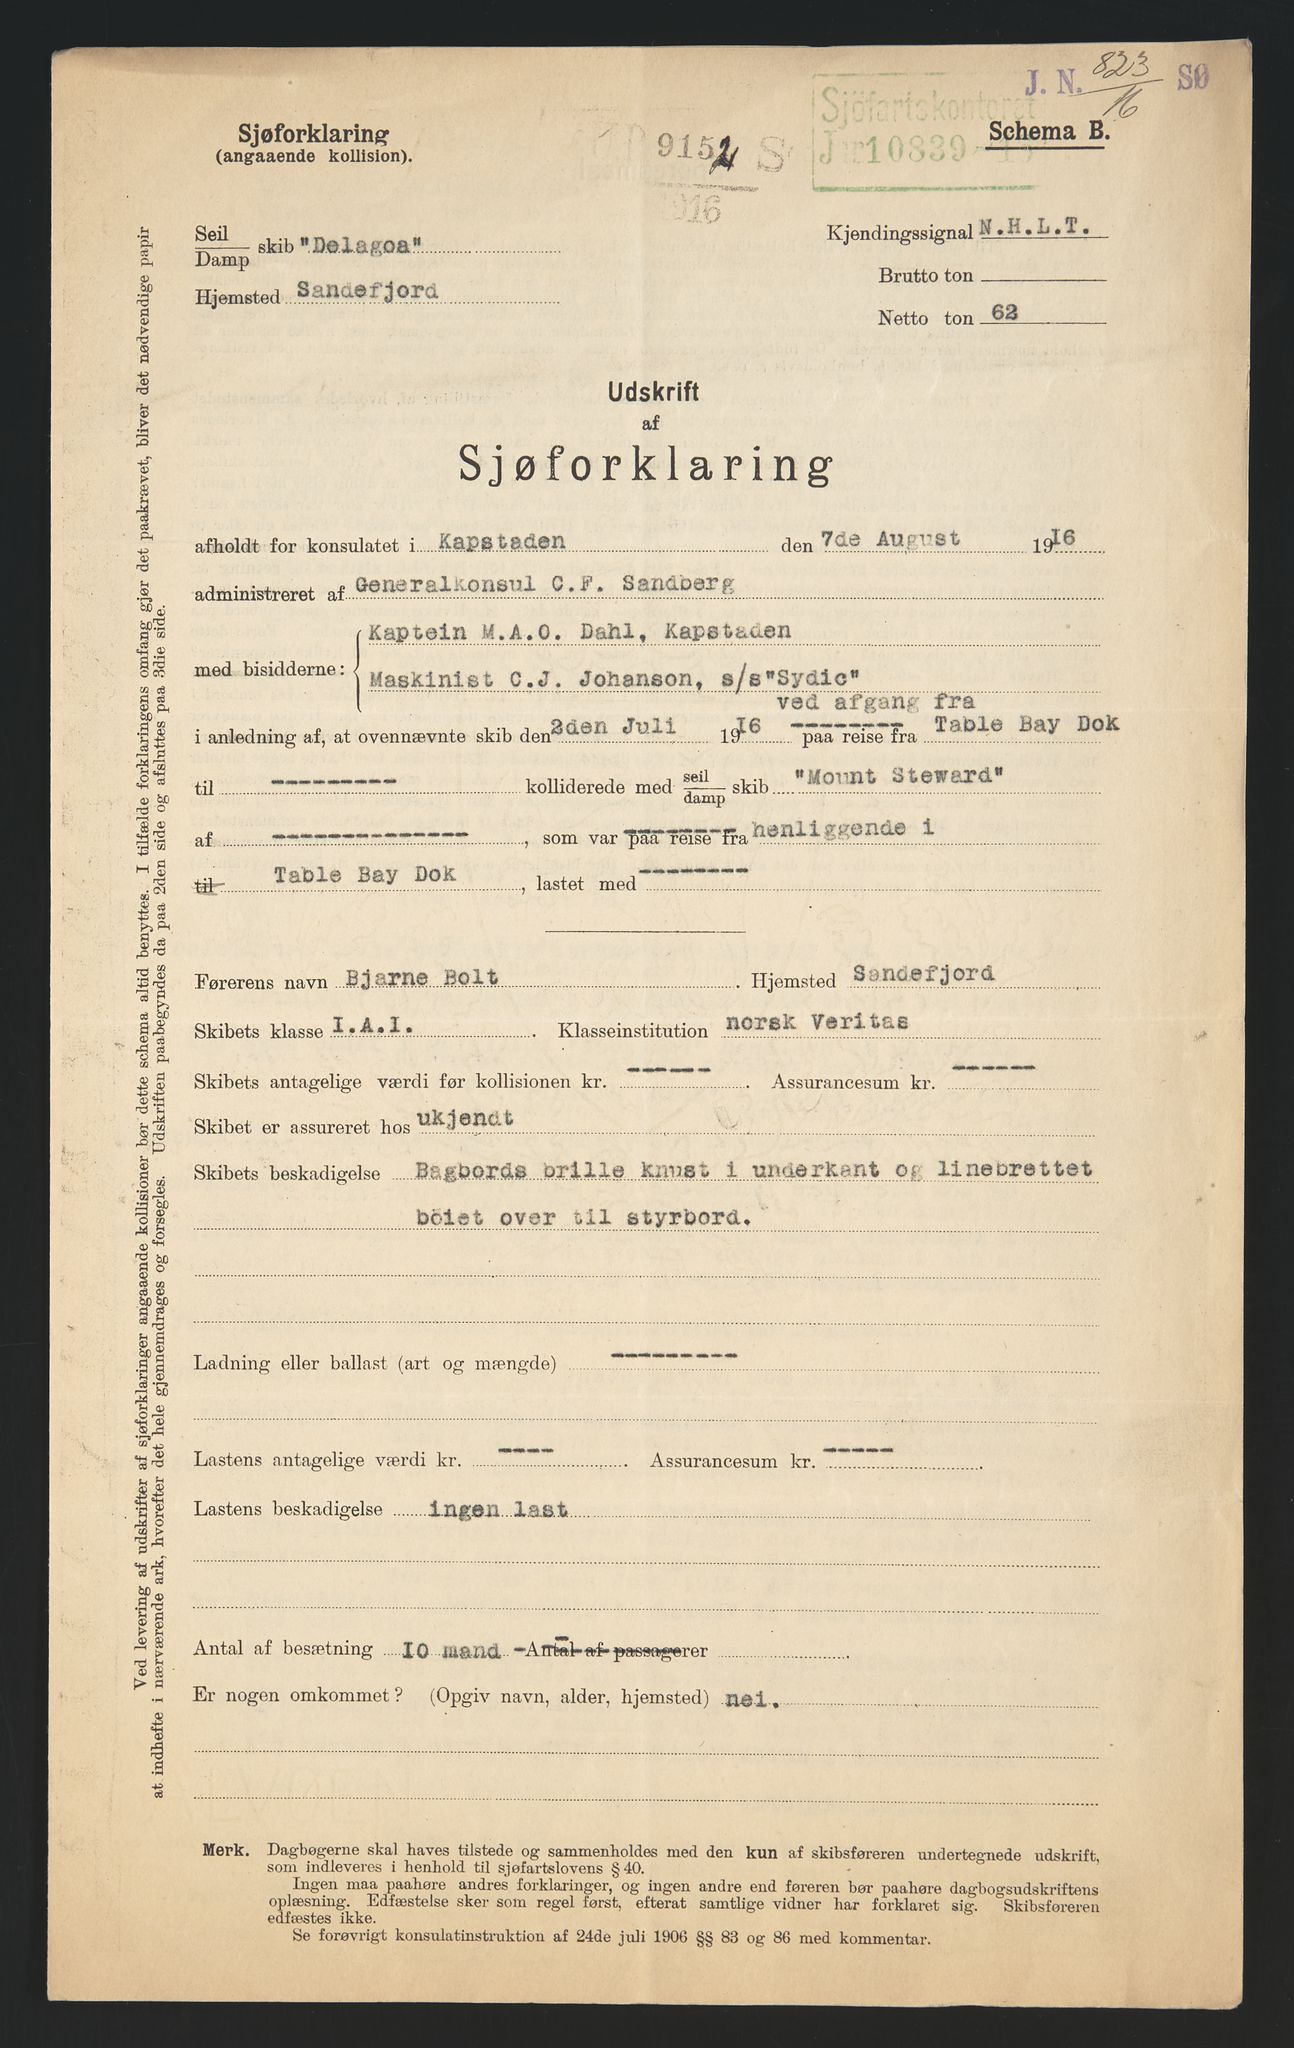 J. N. 823/16 SØ
Sjöfartskontoret
Jnr 10839
Sjøforklaring
(angaaende kollision).
9152
1916
Schema B.
Seil/Damp skib "Delagoa"
Hjemsted Sandefjord
Kjendingssignal N.H.L.T.
Brutto ton
Netto ton 62
Udskrift
af
Sjøforklaring
afholdt for konsulatet i Kapstaden den 7de August 1916
administreret af Generalkonsul C.F. Sandberg
med bisidderne: Kaptein M.A.O. Dahl, Kapstaden
Maskinist C.J. Johanson, s/s "Sydic"
ved afgang fra
i anledning af, at ovennævnte skib den 2den Juli 1916 paa reise fra Table Bay Dok
til --------- kolliderede med seil/damp skib "Mount Steward"
af --------------, som var paa reise fra henliggende i
til Table Bay Dok, lastet med --------
Førerens navn Bjarne Bolt. Hjemsted Sandefjord
Skibets klasse I.A.I. Klasseinstitution norsk Veritas
Skibets antagelige værdi før kollisionen kr. ------. Assurancesum kr. ------
Skibet er assureret hos ukjendt
Skibets beskadigelse Bagbords brille knust i underkant og linebrettet
böiet over til styrbord.
Ladning eller ballast (art og mængde) ---------
Lastens antagelige værdi kr. ----. Assurancesum kr. -----.
Lastens beskadigelse ingen last
Antal af besætning 10 mand - Antal af passagerer .
Er nogen omkommet? (Opgiv navn, alder, hjemsted) nei.
Merk. Dagbøgerne skal haves tilstede og sammenholdes med den kun af skibsføreren undertegnede udskrift,
som indleveres i henhold til sjøfartslovens § 40.
Ingen maa paahøre andres forklaringer, og ingen andre end føreren bør paahøre dagbogsudskriftens
oplæsning. Edfæstelse sker som regel først, efterat samtlige vidner har forklaret sig. Skibsføreren
edfæstes ikke.
Se forøvrigt konsulatinstruktion af 24de juli 1906 §§ 83 og 86 med kommentar.
Ved levering af udskrifter af sjøforklaringer angaaende kollisioner bør dette schema altid benyttes. I tilfælde forklaringens omfang gjør det paakrævet, bliver det nødvendige papir
at indhefte i nærværende ark, hvorefter det hele gjennemdrages og forsegles. Udskriften paabegyndes da paa 2den side og afsluttes paa 3die side.